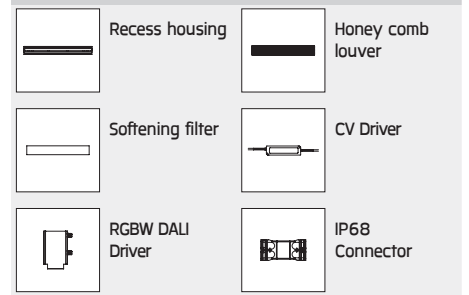 Recess housing
Honey comb
louver
Softening filter
CV Driver
RGBW DALI
Driver
IP68
Connector